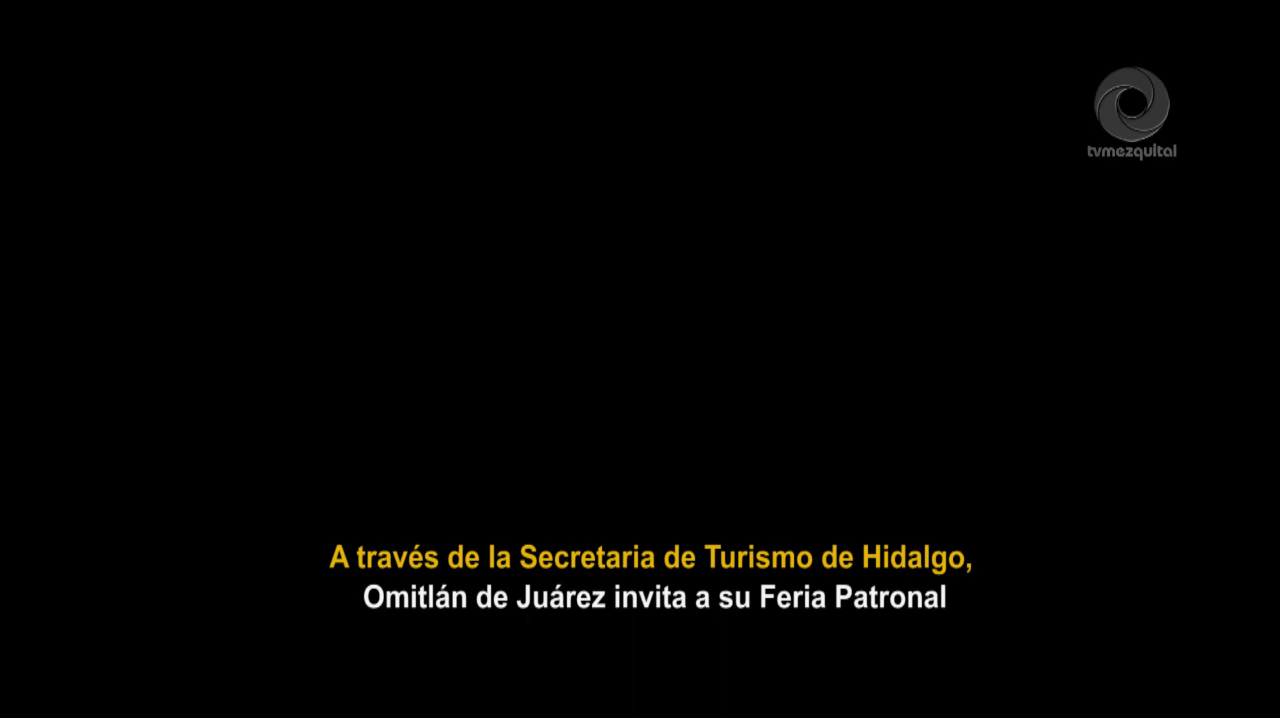 tvmezquital
A través de la Secretaria de Turismo de Hidalgo,
Omitlán de Juárez invita a su Feria Patronal